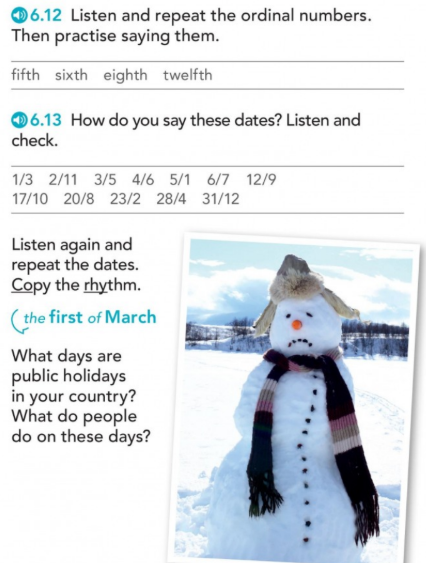 6.12 Listen and repeat the ordinal numbers.
Then practise saying them.
fifth sixth eighth twelfth
6.13 How do you say these dates? Listen and
check.
1/3 2/11 3/5 4/6 5/1 6/7 12/9
17/10 20/8 23/2 28/4 31/12
Listen again and
repeat the dates.
Copy the rhythm.
the first of March
What days are
public holidays
in your country?
What do people
do on these days?